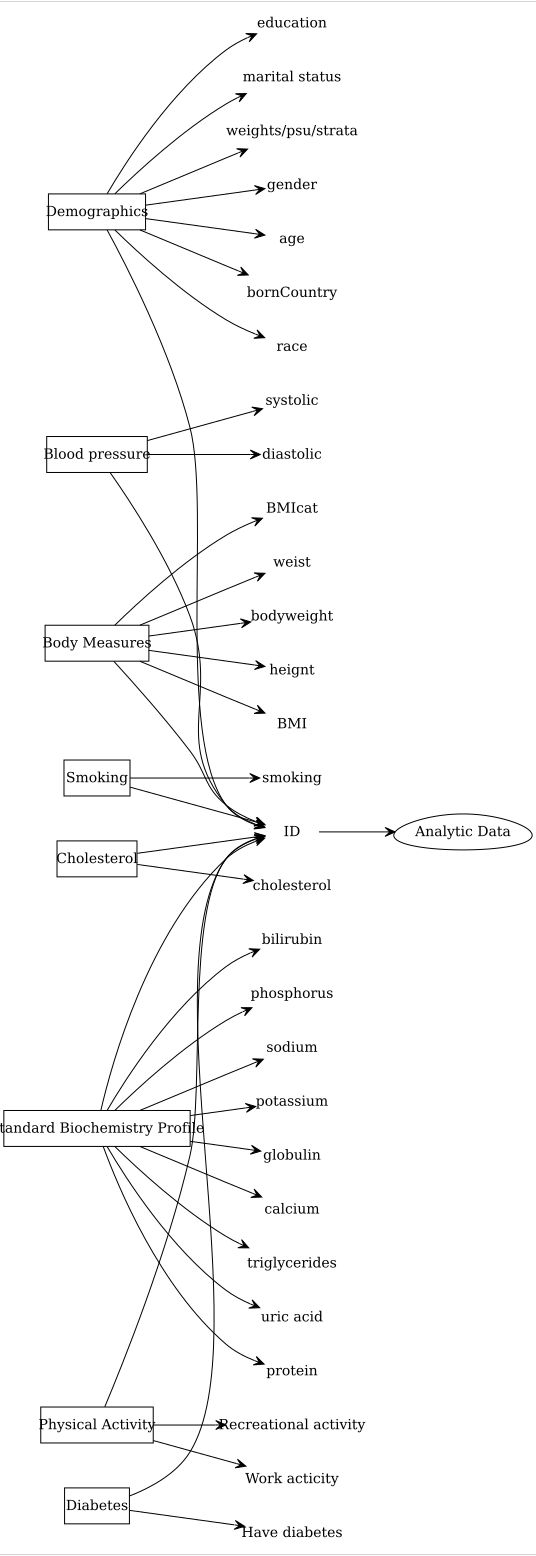 education
marital status
weights/psu/strata
gender
Demographics
age
bornCountry
race
systolic
Blood pressure
diastolic
BMIcat
weist
bodyweight
Body Measures
heignt
BMI
Smoking
smoking
ID
Analytic Data
Cholesterol
cholesterol
bilirubin
phosphorus
sodium
potassium
tandard Biochemistry Profile
globulin
calcium
triglycerides
uric acid
protein
Physical Activity
Recreational activity
Work acticity
Diabetes
Have diabetes